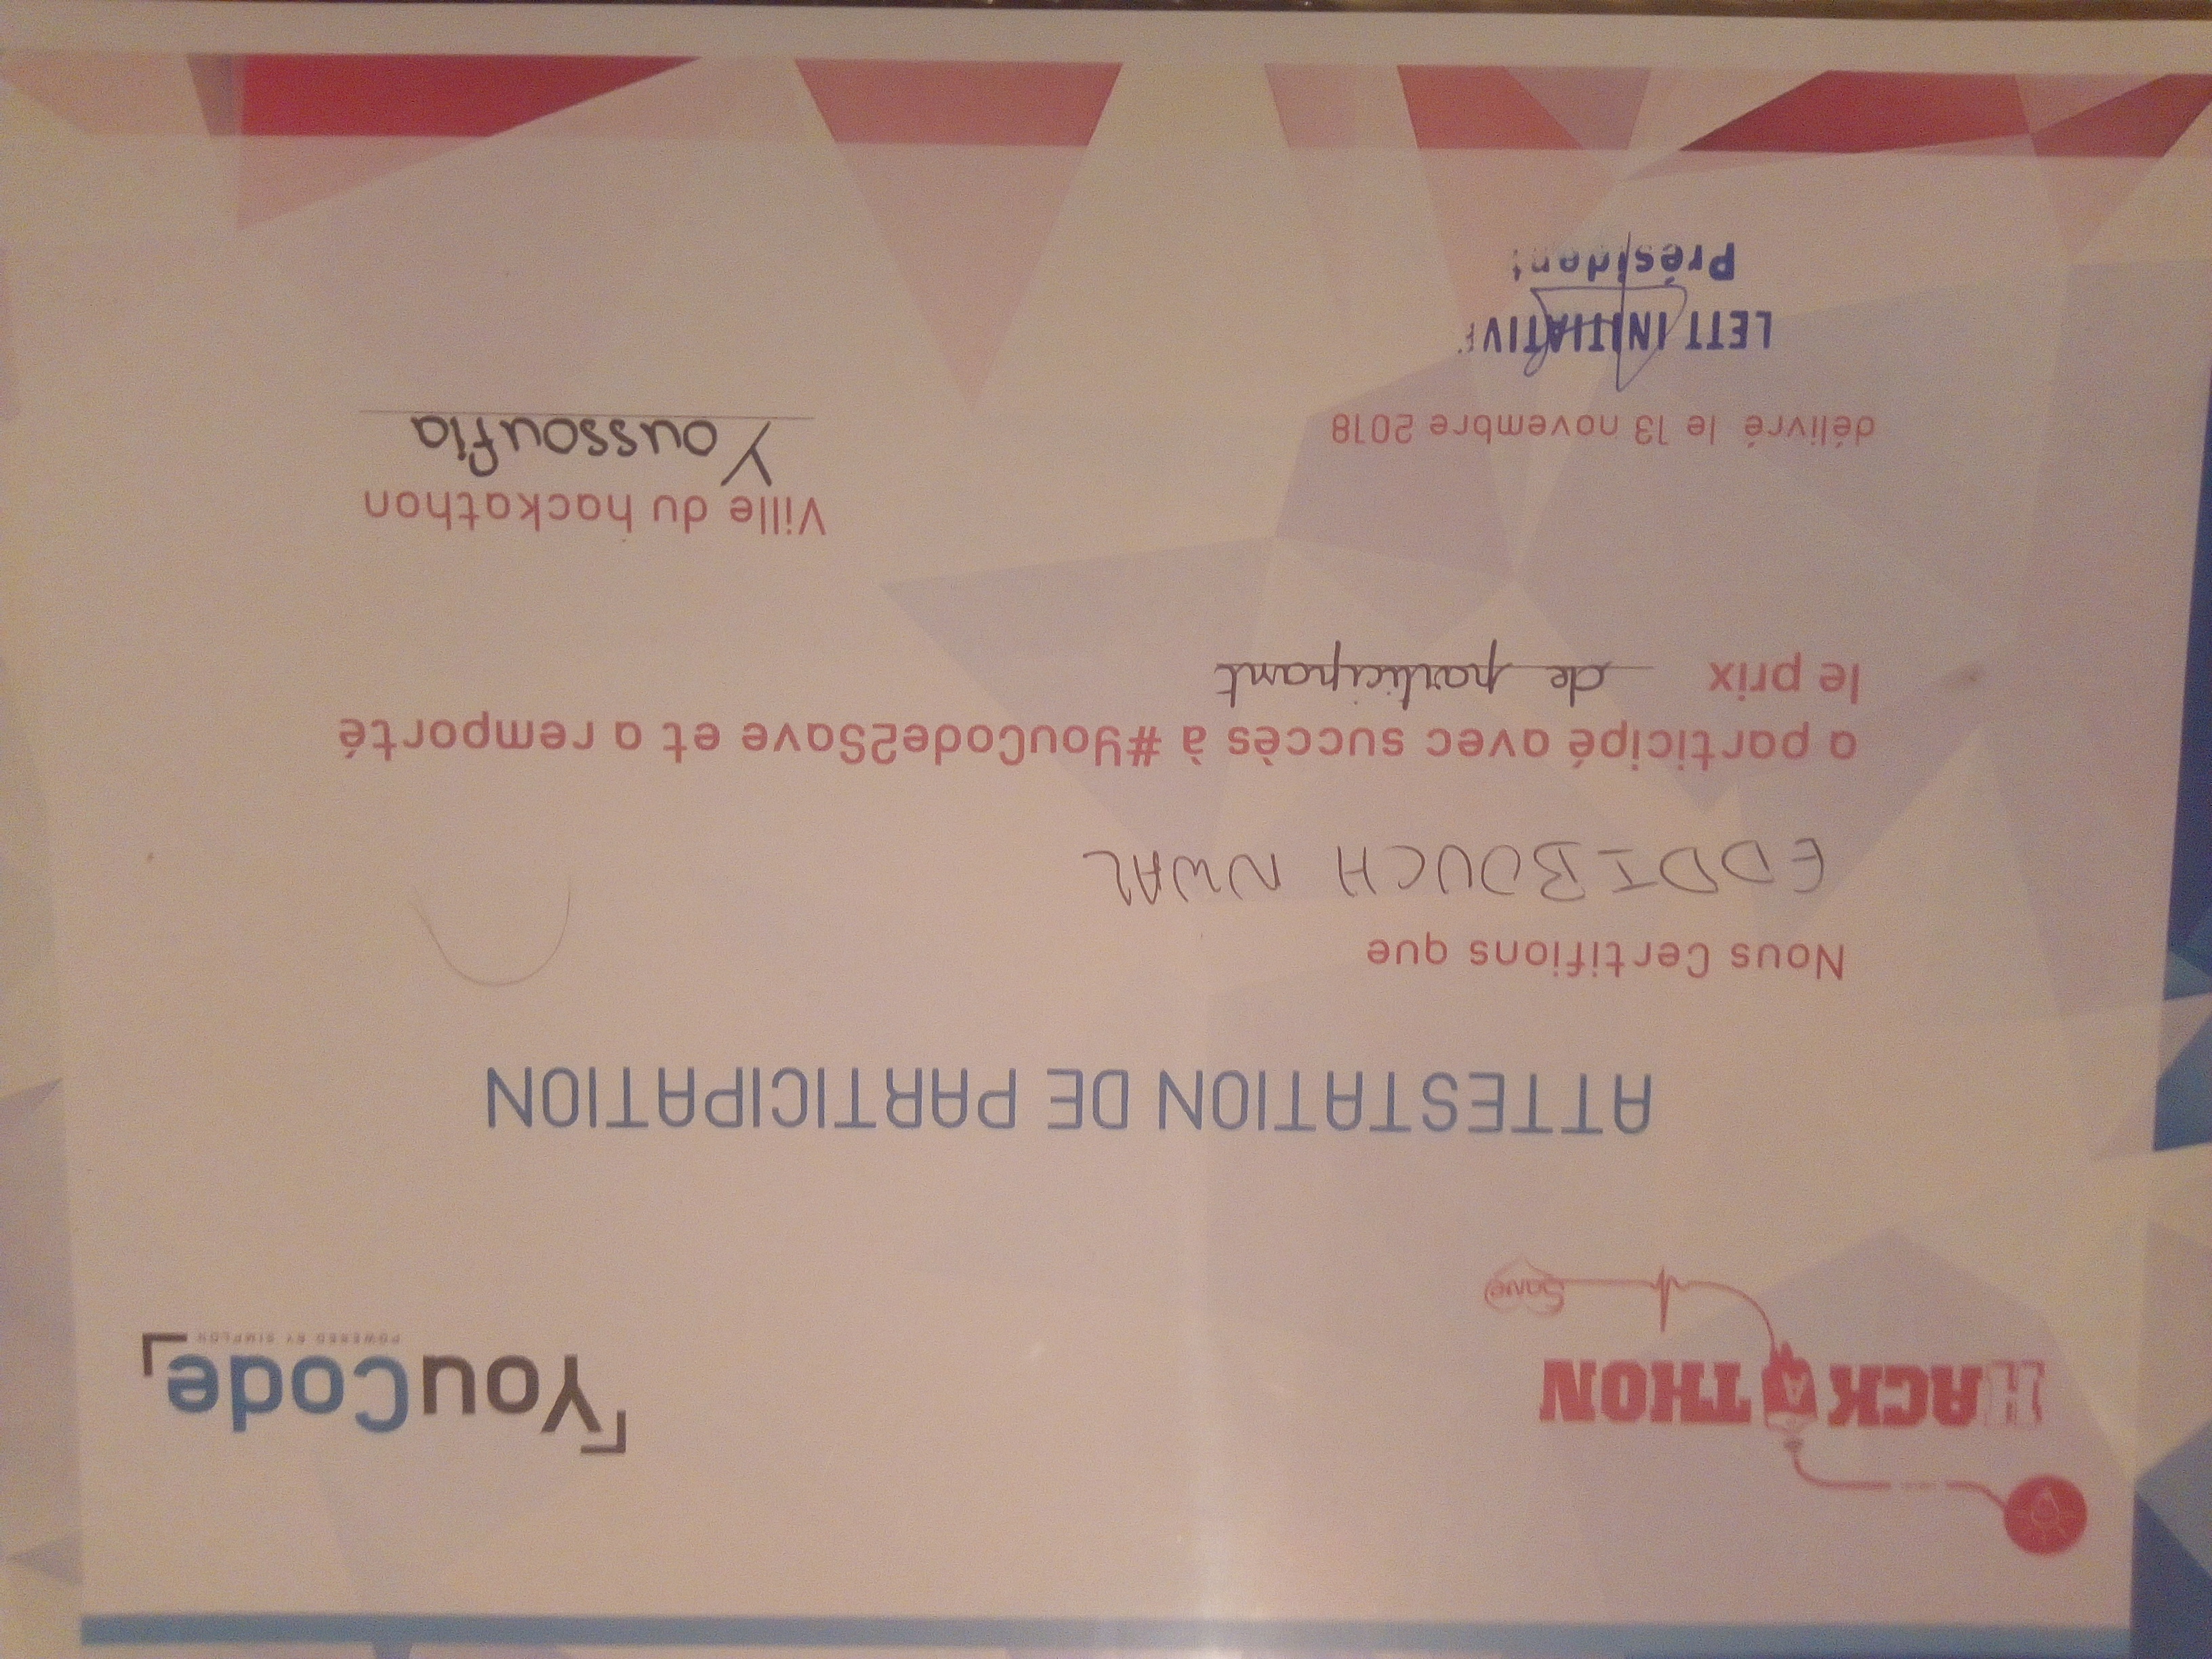 HACKATHON
Save
YouCode
POWERED BY SIMPLON
ATTESTATION DE PARTICIPATION
Nous Certifions que
EDDIBOUCH NWAL
a participé avec succès à #YouCode2Save et a remporté
le prix de participant
Ville du hackathon
Youssoufia
délivré le 13 novembre 2018
LETT INITIATIVE
Président